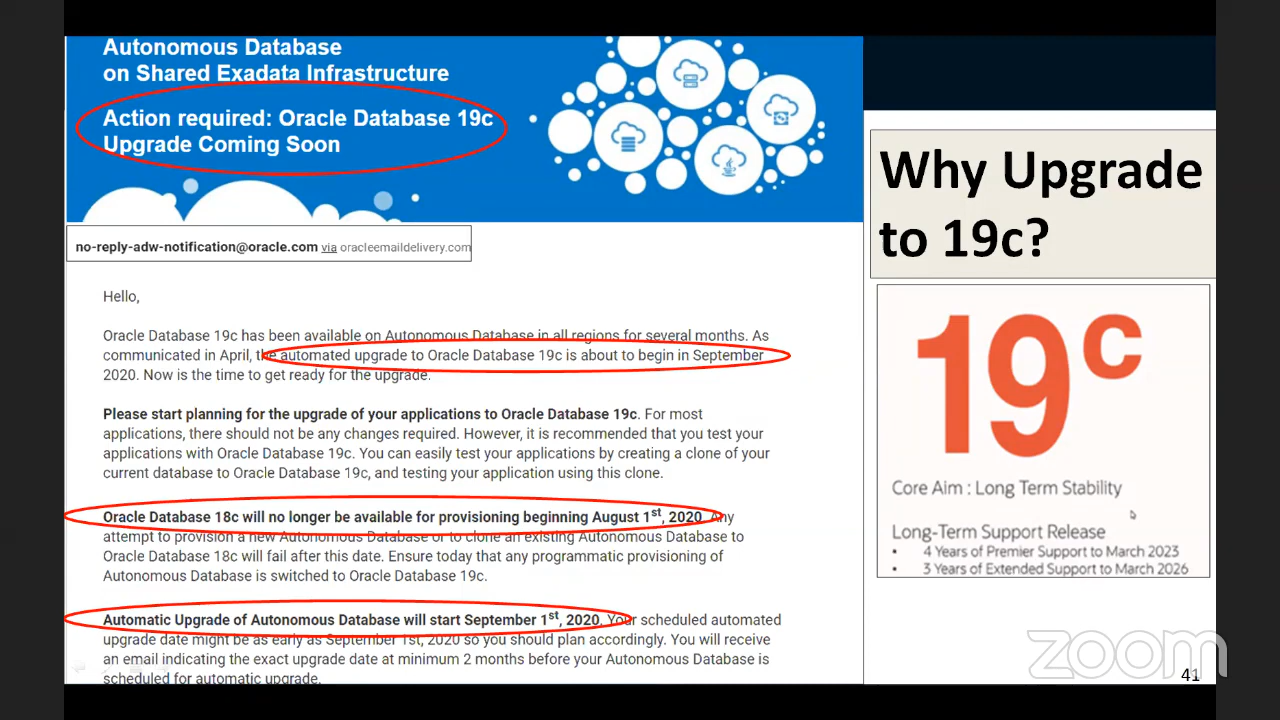 Autonomous Database
on Shared Exadata Infrastructure
Action required: Oracle Database 19c
Upgrade Coming Soon
no-reply-adw-notification@oracle.com via oracleemaildelivery.com
Hello,
Oracle Database 19c has been available on Autonomous Database in all regions for several months. As
communicated in April, the automated upgrade to Oracle Database 19c is about to begin in September
2020. Now is the time to get ready for the upgrade.
Please start planning for the upgrade of your applications to Oracle Database 19c. For most
applications, there should not be any changes required. However, it is recommended that you test your
applications with Oracle Database 19c. You can easily test your applications by creating a clone of your
current database to Oracle Database 19c, and testing your application using this clone.
Oracle Database 18c will no longer be available for provisioning beginning August 1st, 2020. Any
attempt to provision a new Autonomous Database or to clone an existing Autonomous Database to
Oracle Database 18c will fail after this date. Ensure today that any programmatic provisioning of
Autonomous Database is switched to Oracle Database 19c.
Automatic Upgrade of Autonomous Database will start September 1st, 2020. Your scheduled automated
upgrade date might be as early as September 1st, 2020 so you should plan accordingly. You will receive
an email indicating the exact upgrade date at minimum 2 months before your Autonomous Database is
scheduled for automatic upgrade.
Why Upgrade
to 19c?
19c
Core Aim : Long Term Stability
Long-Term Support Release
• 4 Years of Premier Support to March 2023
• 3 Years of Extended Support to March 2026
zoom
41